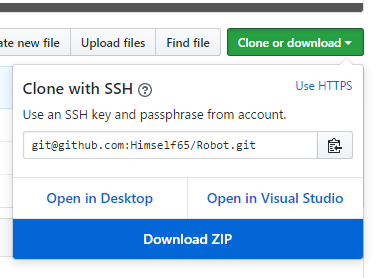 ate new file Upload files Find file Clone or download
Clone with SSH ?
Use HTTPS
Use an SSH key and passphrase from account.
git@github.com:Himself65/Robot.git
Open in Desktop Open in Visual Studio
Download ZIP